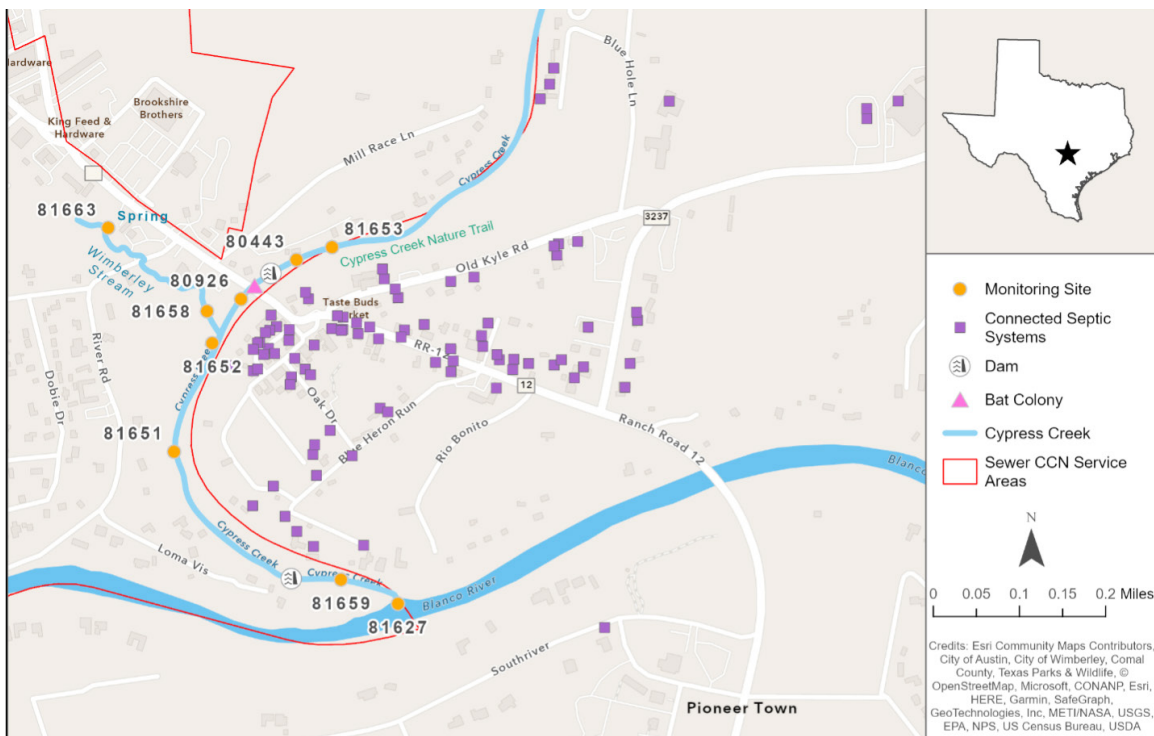 Hardware
Brookshire
Brothers
King Feed &
Hardware
Mill Race Ln
Blue Hole Ln
Cypress Creek
81663
Spring
80443
81653
Cypress Creek Nature Trail
Old Kyle Rd
3237
Wimberley
Stream
80926
81658
Taste Buds
Market
81652
RR-12
12
River Rd
Dobie Dr
Oak Dr
Blue Heron Run
Rio Bonito
Ranch Road 12
81651
Cypress Creek
Blanco
Cypress Creek
Loma Vis
Cypress Creek
81659
81627
Blanco River
Southriver
Pioneer Town
Monitoring Site
Connected Septic
Systems
Dam
Bat Colony
Cypress Creek
Sewer CCN Service
Areas
N
0 0.05 0.1 0.15 0.2 Miles
Credits: Esri Community Maps Contributors,
City of Austin, City of Wimberley, Comal
County, Texas Parks & Wildlife, ©
OpenStreetMap, Microsoft, CONANP, Esri,
HERE, Garmin, SafeGraph,
GeoTechnologies, Inc, METI/NASA, USGS,
EPA, NPS, US Census Bureau, USDA